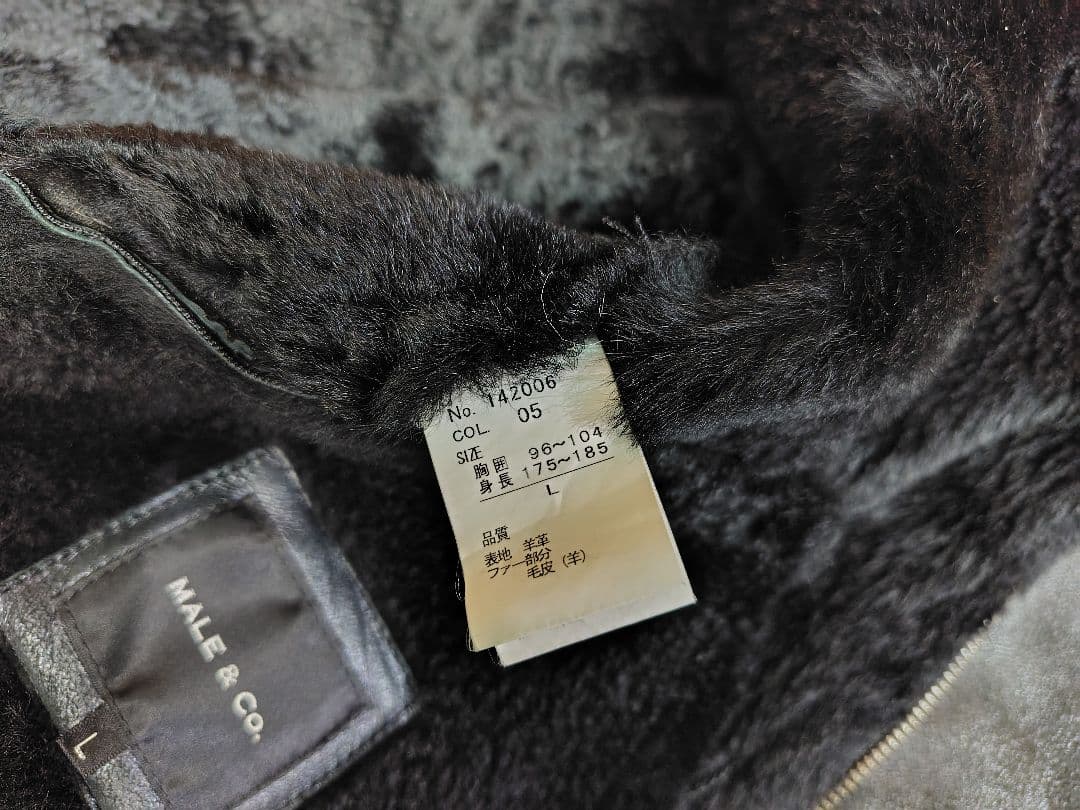 No. 142006
COL. 05
SIZE
胸囲 96~104
身長 175~185
L
品質
表地 羊革
ファー部分
毛皮 (羊)
MALE & CO.
L